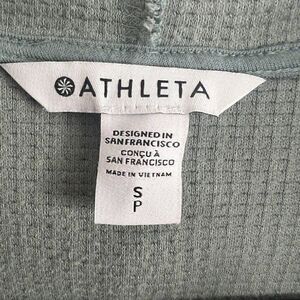 ATHLETA
DESIGNED IN
SAN FRANCISCO
CONÇU À
SAN FRANCISCO
MADE IN VIETNAM
S
P